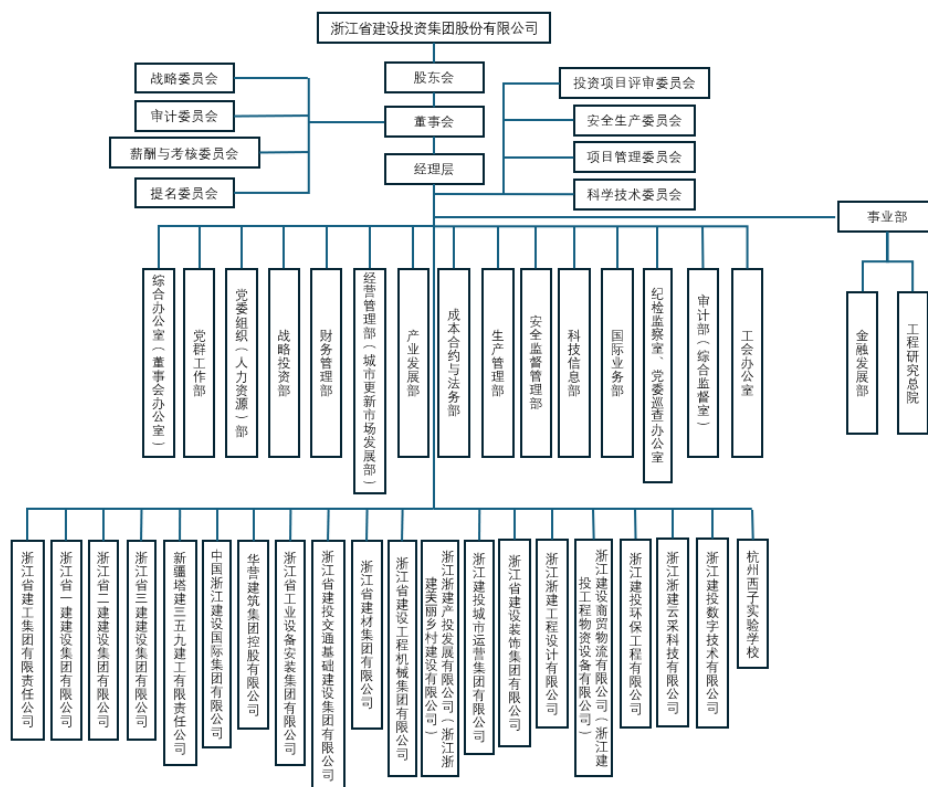 浙江省建设投资集团股份有限公司
股东会
董事会
经理层
战略委员会
审计委员会
薪酬与考核委员会
提名委员会
投资项目评审委员会
安全生产委员会
项目管理委员会
科学技术委员会
事业部
金融发展部
工程研究总院
综合办公室（董事会办公室）
党群工作部
党委组织（人力资源）部
战略投资部
财务管理部
经营管理部（城市更新市场发展部）
产业发展部
成本合约与法务部
生产管理部
安全监督管理部
科技信息部
国际业务部
纪检监察室、党委巡查办公室
审计部（综合监督室）
工会办公室
浙江省建工集团有限责任公司
浙江省一建建设集团有限公司
浙江省二建建设集团有限公司
浙江省三建建设集团有限公司
新疆塔建三五九建工有限责任公司
中国浙江建设国际集团有限公司
华营建筑集团控股有限公司
浙江省工业设备安装集团有限公司
浙江省建投交通基础建设集团有限公司
浙江省建材集团有限公司
浙江省建设工程机械集团有限公司
浙江浙建产投发展有限公司（浙江浙
建美丽乡村建设有限公司）
浙江建投城市运营集团有限公司
浙江省建设装饰集团有限公司
浙江浙建工程设计有限公司
浙江建设商贸物流有限公司（浙江建
投工程物资设备有限公司）
浙江建投环保工程有限公司
浙江浙建云采科技有限公司
浙江建投数字技术有限公司
杭州西子实验学校